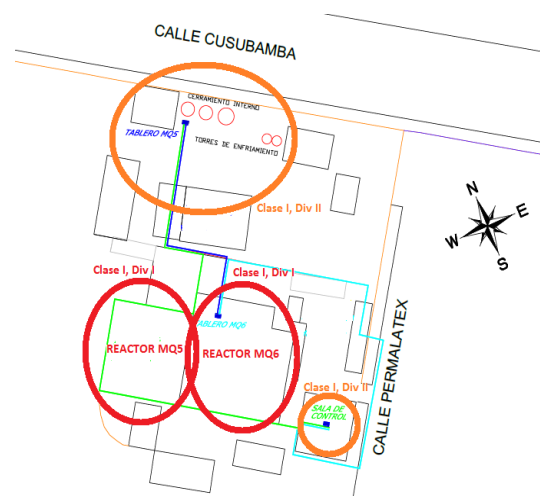 CALLE CUSUBAMBA
CERRAMIENTO INTERNO
TABLERO MQ5
TORRES DE ENFRIAMIENTO
N
E
W
S
Clase I, Div II
Clase I, Div I
Clase I, Div I
TABLERO MQ6
REACTOR MQ5
REACTOR MQ6
CALLE PERMALATEX
Clase I, Div II
SALA DE
CONTROL